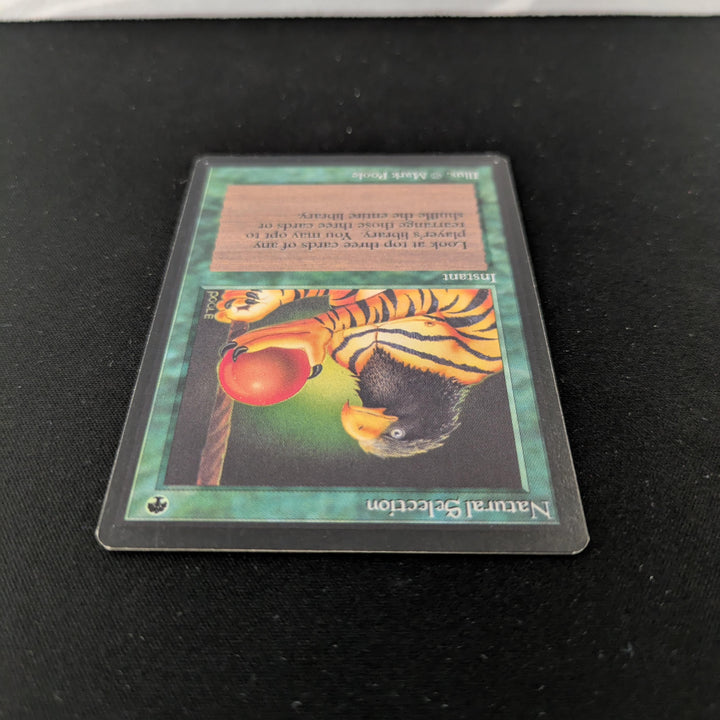 Natural Selection
POOLE
Instant
Look at top three cards of any
player's library. You may opt to
rearrange those three cards or
shuffle the entire library.
Illus. © Mark Poole